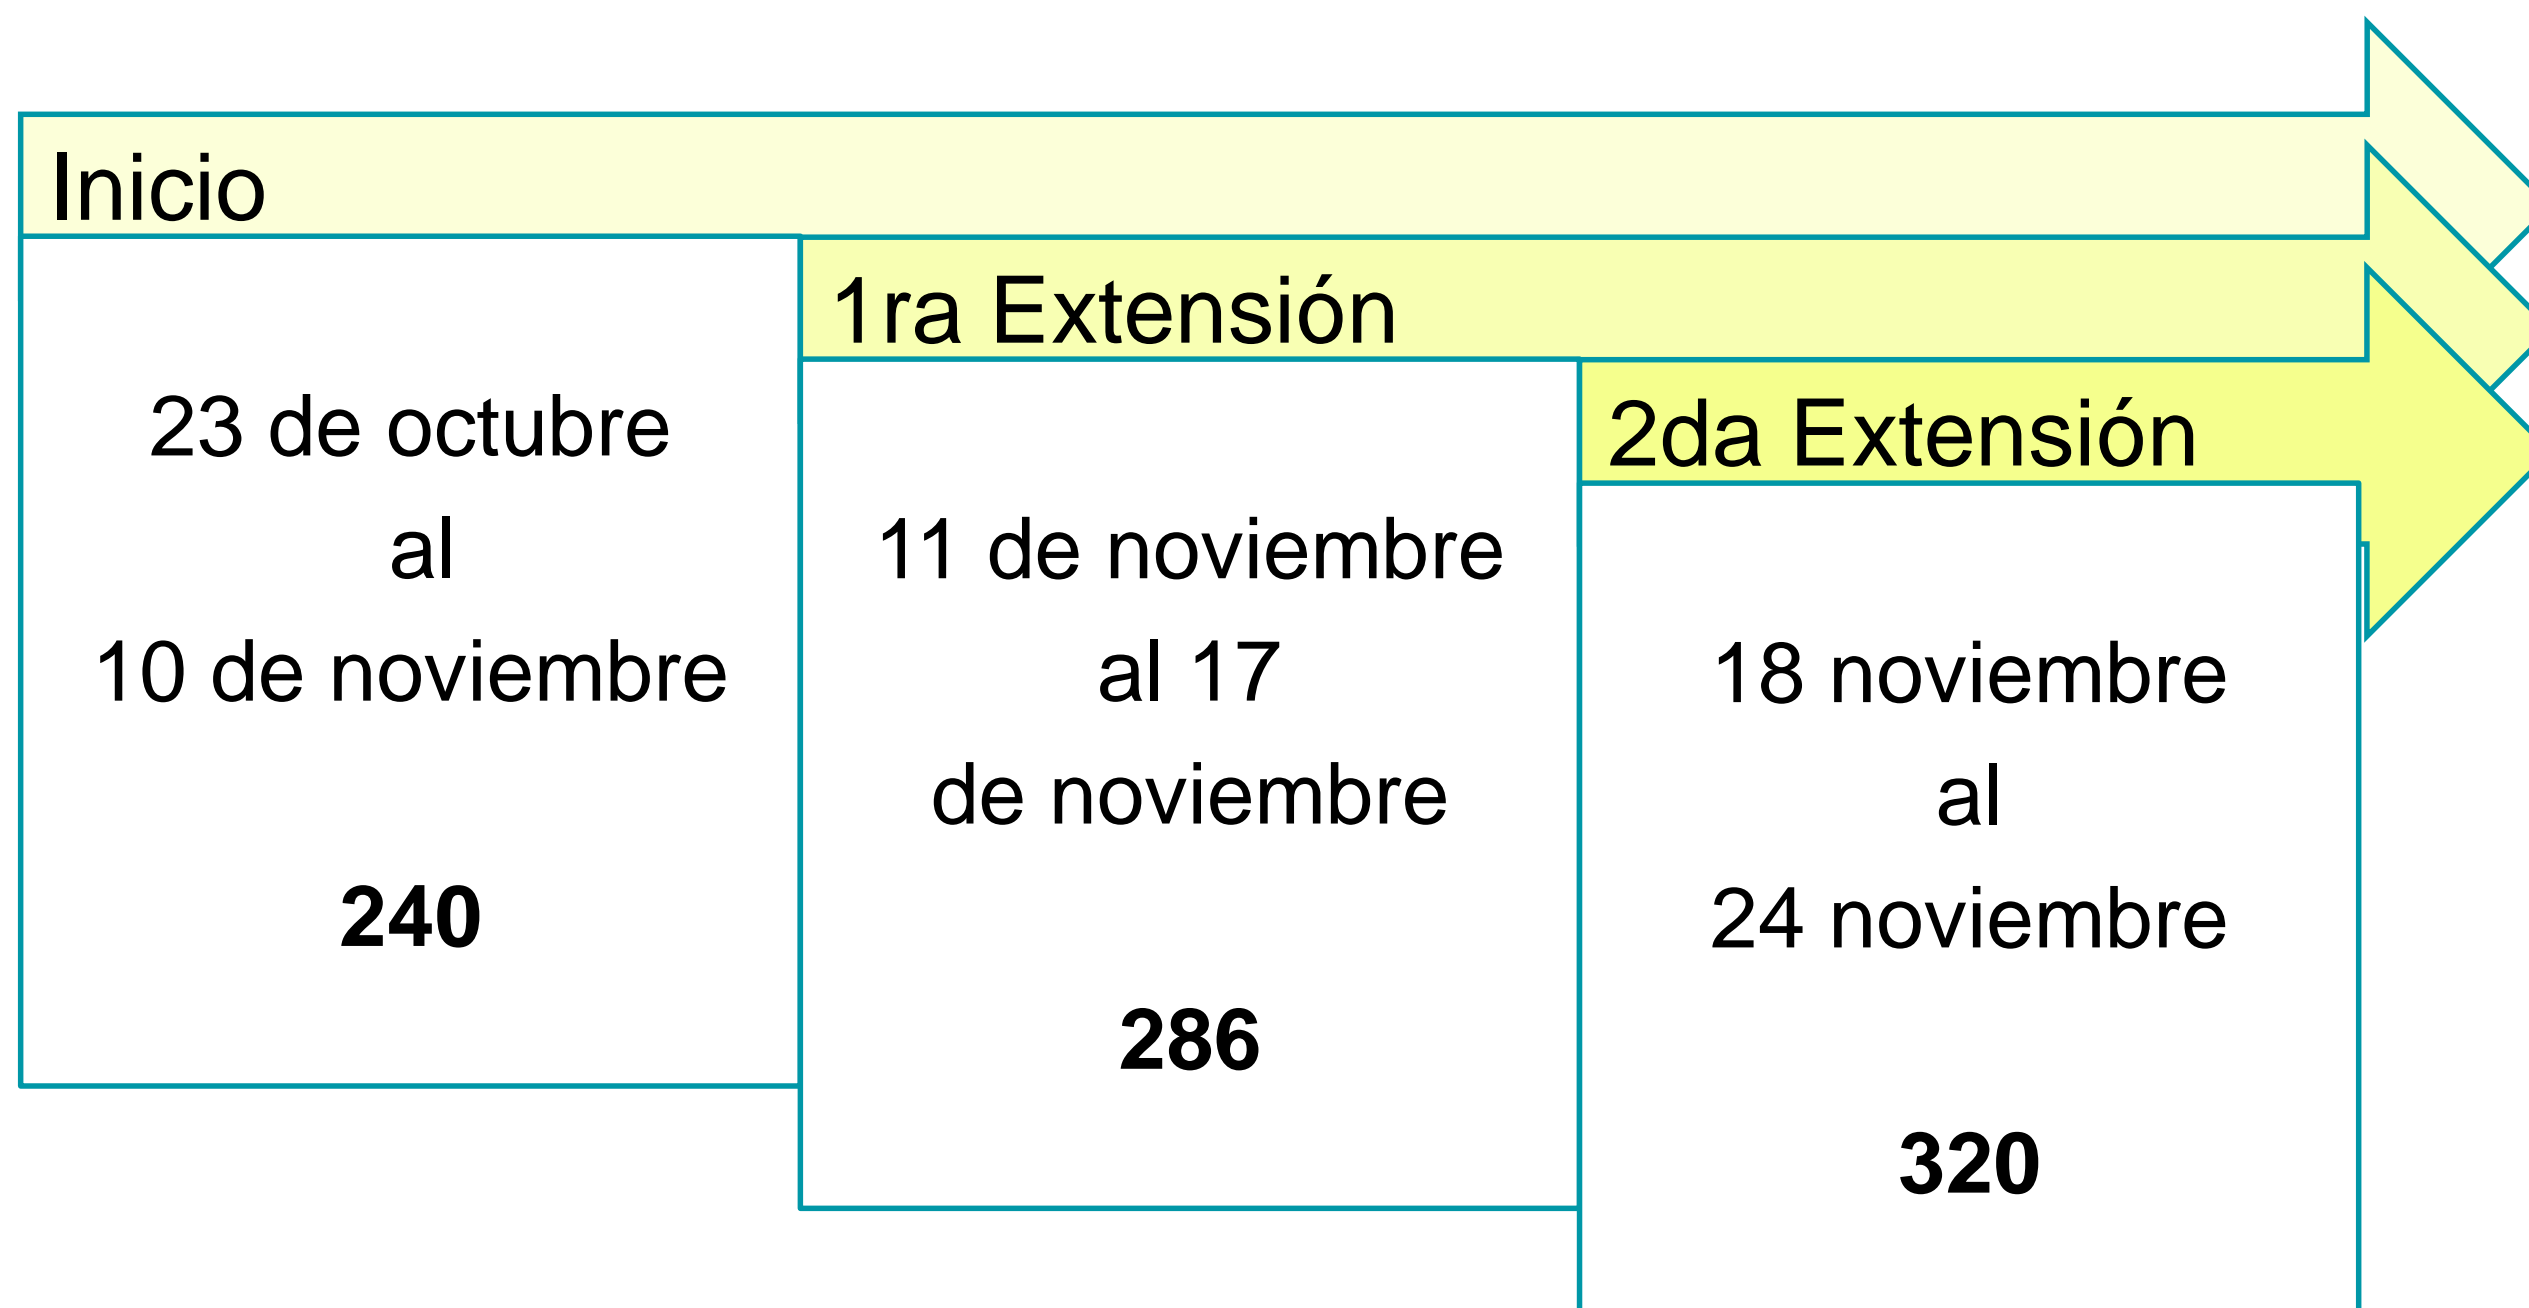 Inicio
23 de octubre
al
10 de noviembre
240
1ra Extensión
11 de noviembre
al 17
de noviembre
286
2da Extensión
18 noviembre
al
24 noviembre
320